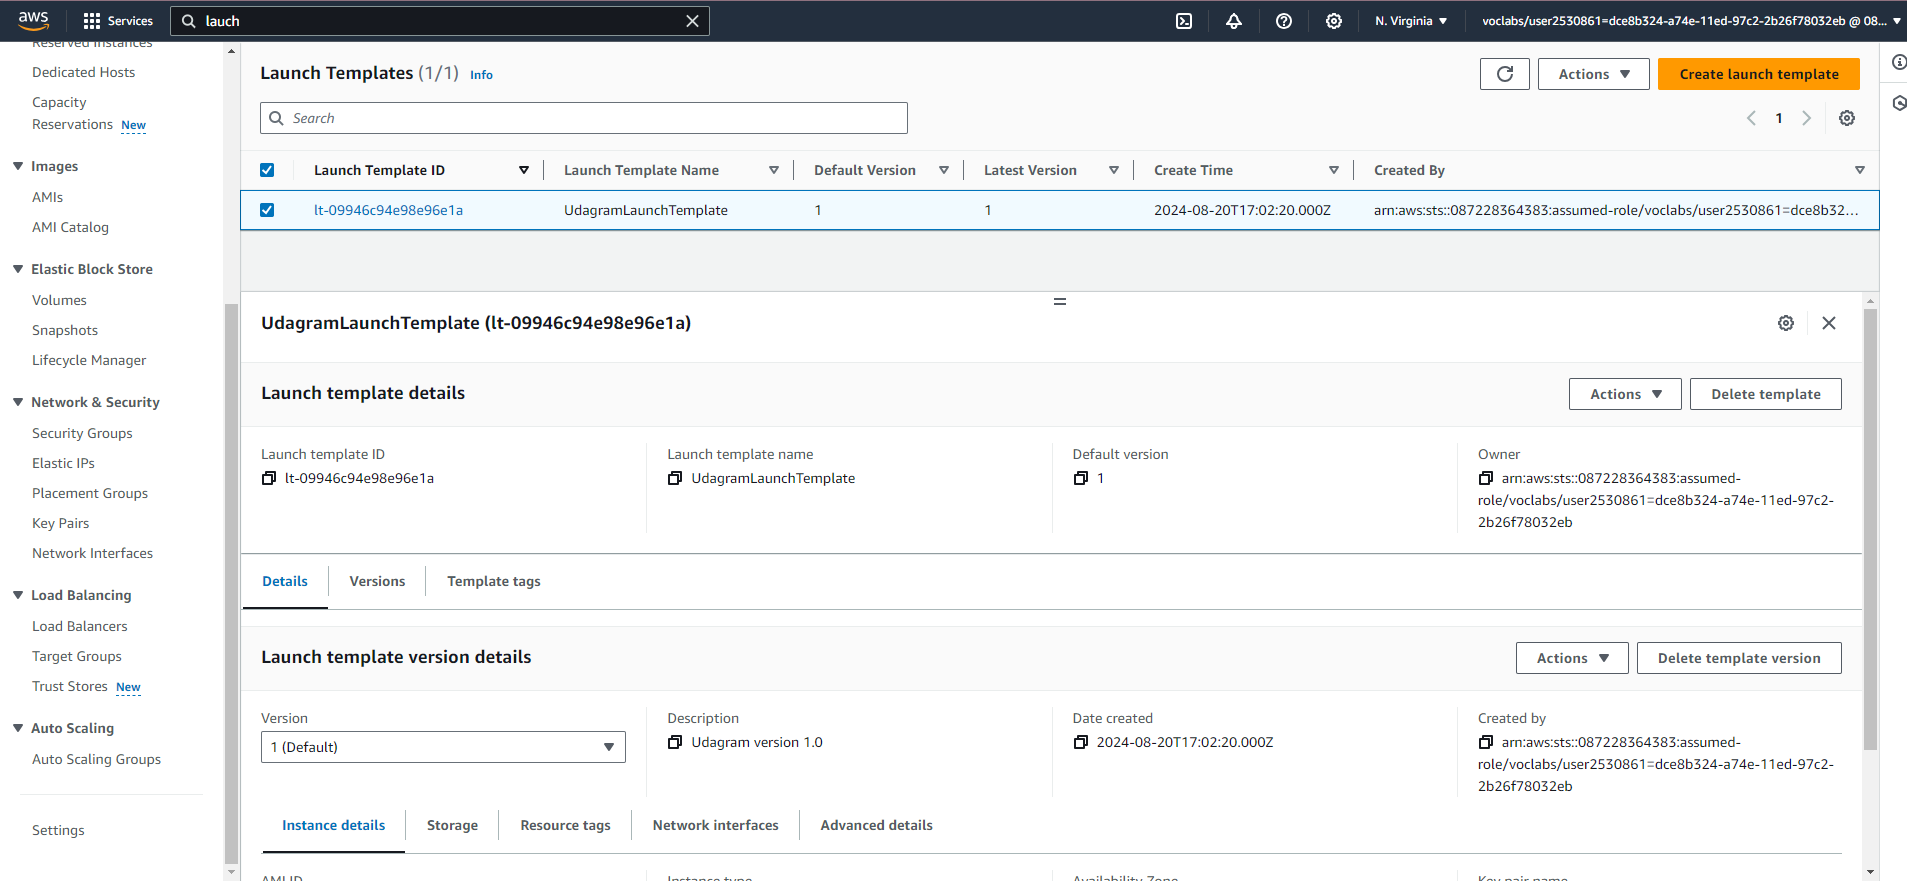 aws
Services
lauch
N. Virginia
voclabs/user2530861=dce8b324-a74e-11ed-97c2-2b26f78032eb @ 08...
Reserved Instances
Dedicated Hosts
Capacity
Reservations New
Images
AMIs
AMI Catalog
Elastic Block Store
Volumes
Snapshots
Lifecycle Manager
Network & Security
Security Groups
Elastic IPs
Placement Groups
Key Pairs
Network Interfaces
Load Balancing
Load Balancers
Target Groups
Trust Stores New
Auto Scaling
Auto Scaling Groups
Settings
Launch Templates (1/1) Info
Actions
Create launch template
Search
1
Launch Template ID Launch Template Name Default Version Latest Version Create Time Created By
lt-09946c94e98e96e1a UdagramLaunchTemplate 1 1 2024-08-20T17:02:20.000Z arn:aws:sts::087228364383:assumed-role/voclabs/user2530861=dce8b32...
UdagramLaunchTemplate (lt-09946c94e98e96e1a)
Launch template details
Actions
Delete template
Launch template ID
lt-09946c94e98e96e1a
Launch template name
UdagramLaunchTemplate
Default version
1
Owner
arn:aws:sts::087228364383:assumed-
role/voclabs/user2530861=dce8b324-a74e-11ed-97c2-
2b26f78032eb
Details Versions Template tags
Launch template version details
Actions
Delete template version
Version
1 (Default)
Description
Udagram version 1.0
Date created
2024-08-20T17:02:20.000Z
Created by
arn:aws:sts::087228364383:assumed-
role/voclabs/user2530861=dce8b324-a74e-11ed-97c2-
2b26f78032eb
Instance details Storage Resource tags Network interfaces Advanced details
AMI ID Instance type Availability Zone Key pair name